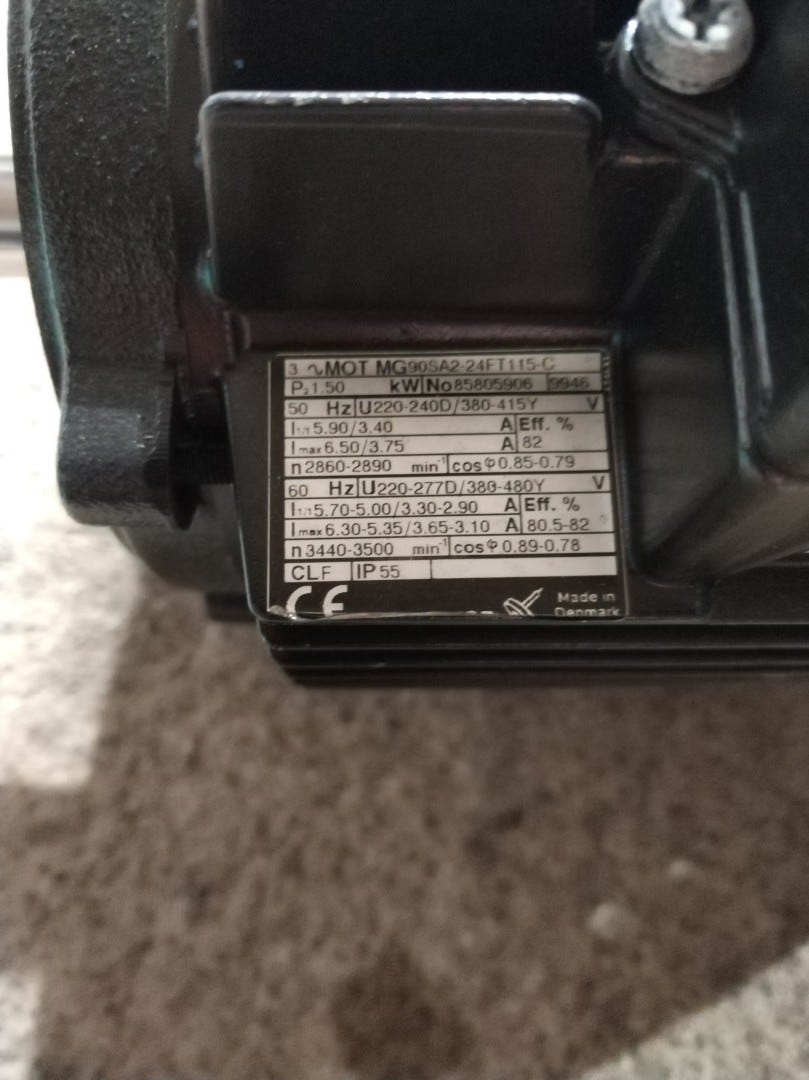 3 ∿MOT MG90SA2-24FT115-C
P₂ 1.50 kW No 85805906 9946
50 Hz U 220-240D/380-415Y V
I₁/₁ 5.90/3.40 A Eff. %
I max 6.50/3.75 A 82
n 2860-2890 min⁻¹ cos φ 0.85-0.79
60 Hz U 220-277D/380-480Y V
I₁/₁ 5.70-5.00/3.30-2.90 A Eff. %
I max 6.30-5.35/3.65-3.10 A 80.5-82
n 3440-3500 min⁻¹ cos φ 0.89-0.78
CL F IP 55
CE
Made in
Denmark